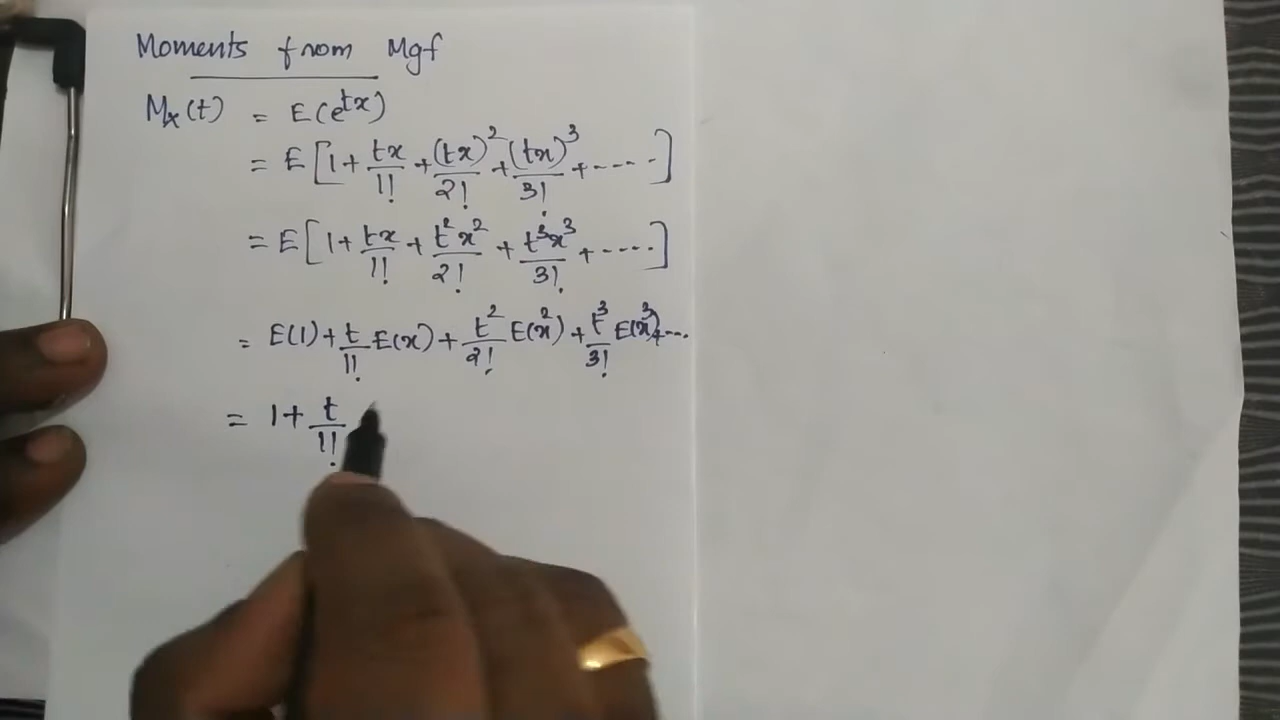 Moments from Mgf
Mx(t) = E(e^tx)
= E[1 + tx/1! + (tx)^2/2! + (tx)^3/3! + ----·]
= E[1 + tx/1! + t^2x^2/2! + t^3x^3/3! + ----·]
= E(1) + t/1! E(x) + t^2/2! E(x^2) + t^3/3! E(x^3) + ...
= 1 + t/1!